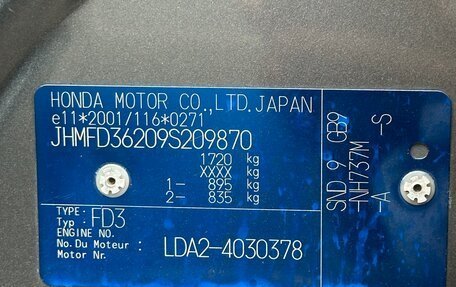 HONDA MOTOR CO.,LTD.JAPAN
e11*2001/116*0271
JHMFD36209S209870
1720 kg
XXXX kg
1- 895 kg
2- 835 kg
TYPE:
Typ : FD3
ENGINE NO.
No.Du Moteur: LDA2-4030378
Motor Nr.
SND 9 0B9
-NH737M -S
-A